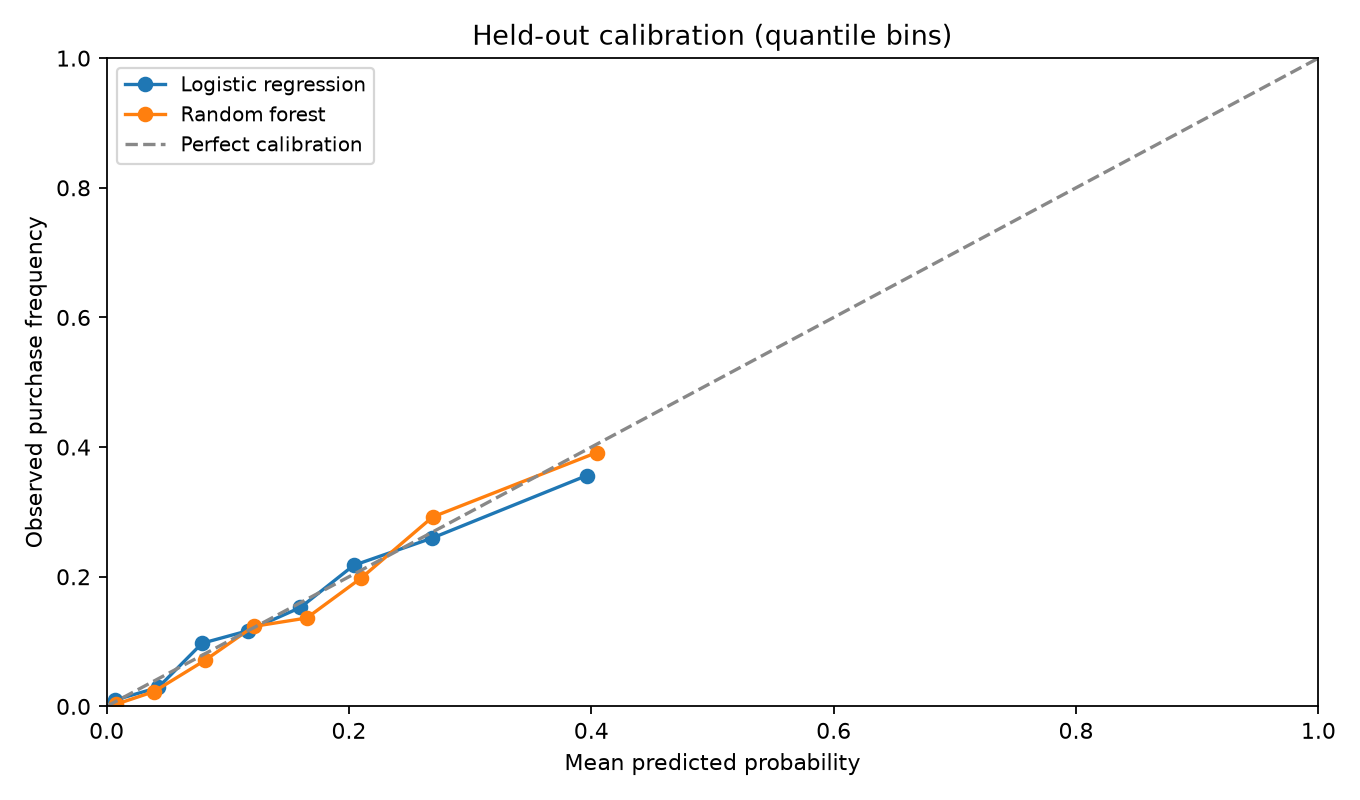 Held-out calibration (quantile bins)
Logistic regression
Random forest
Perfect calibration
Observed purchase frequency
1.0
0.8
0.6
0.4
0.2
0.0
0.0 0.2 0.4 0.6 0.8 1.0
Mean predicted probability